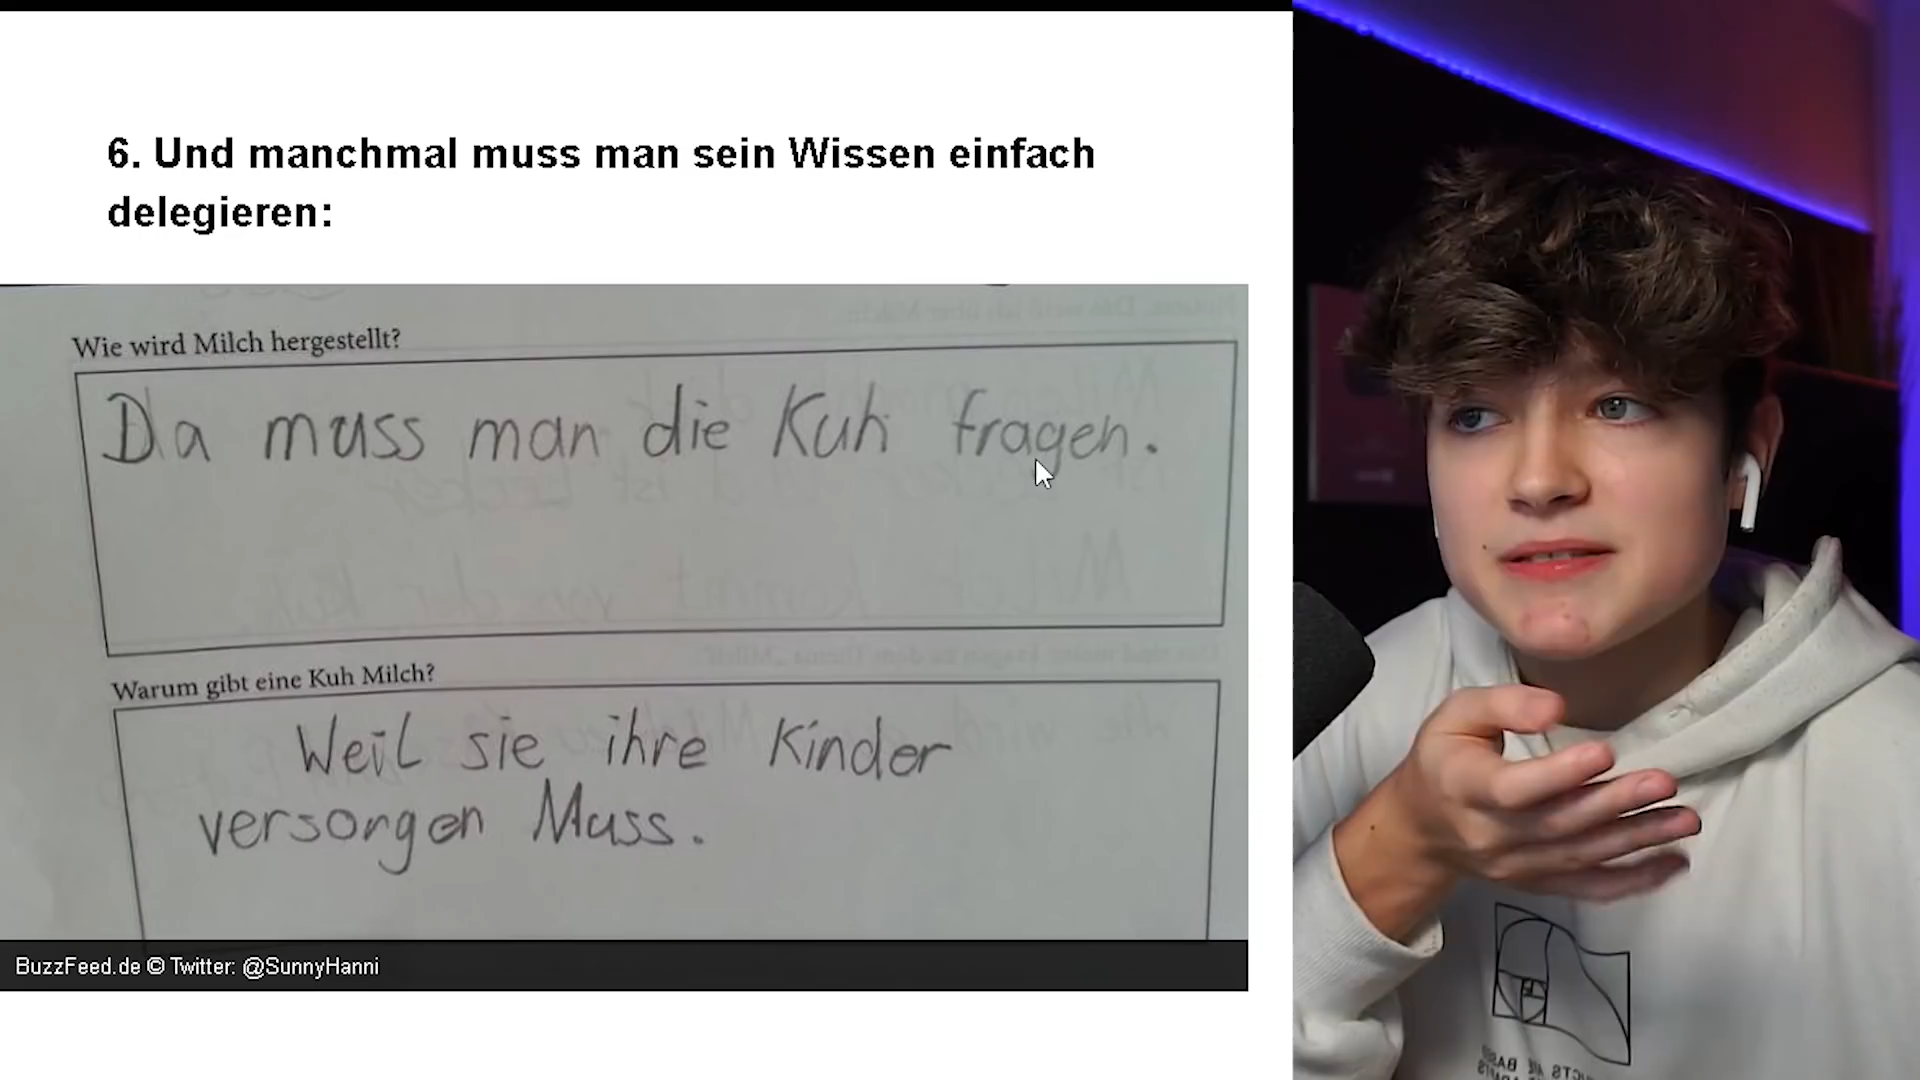 6. Und manchmal muss man sein Wissen einfach
delegieren:
Wie wird Milch hergestellt?
Da muss man die Kuh fragen.
Warum gibt eine Kuh Milch?
Weil sie ihre Kinder
versorgen Muss.
BuzzFeed.de © Twitter: @SunnyHanni